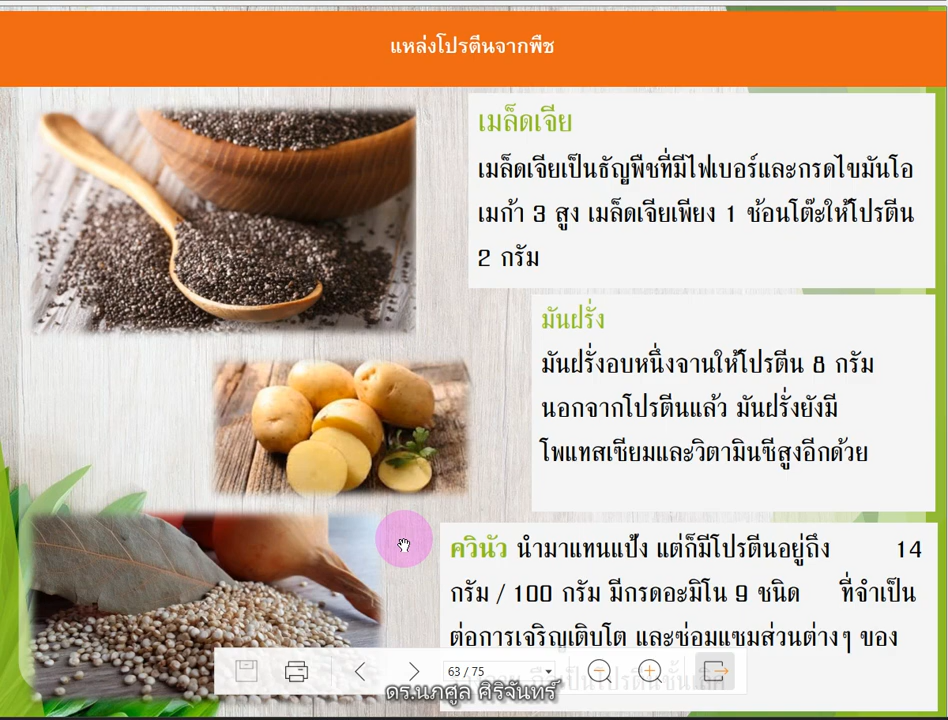 แหล่งโปรตีนจากพืช
เมล็ดเจีย
เมล็ดเจียเป็นธัญพืชที่มีไฟเบอร์และกรดไขมันโอ
เมก้า 3 สูง เมล็ดเจียเพียง 1 ช้อนโต๊ะให้โปรตีน
2 กรัม
มันฝรั่ง
มันฝรั่งอบหนึ่งจานให้โปรตีน 8 กรัม
นอกจากโปรตีนแล้ว มันฝรั่งยังมี
โพแทสเซียมและวิตามินซีสูงอีกด้วย
ควินัว นำมาแทนแป้ง แต่ก็มีโปรตีนอยู่ถึง 14
กรัม / 100 กรัม มีกรดอะมิโน 9 ชนิด ที่จำเป็น
ต่อการเจริญเติบโต และซ่อมแซมส่วนต่างๆ ของ
63 / 75
ดร.นภศูล ศิริจันทร์